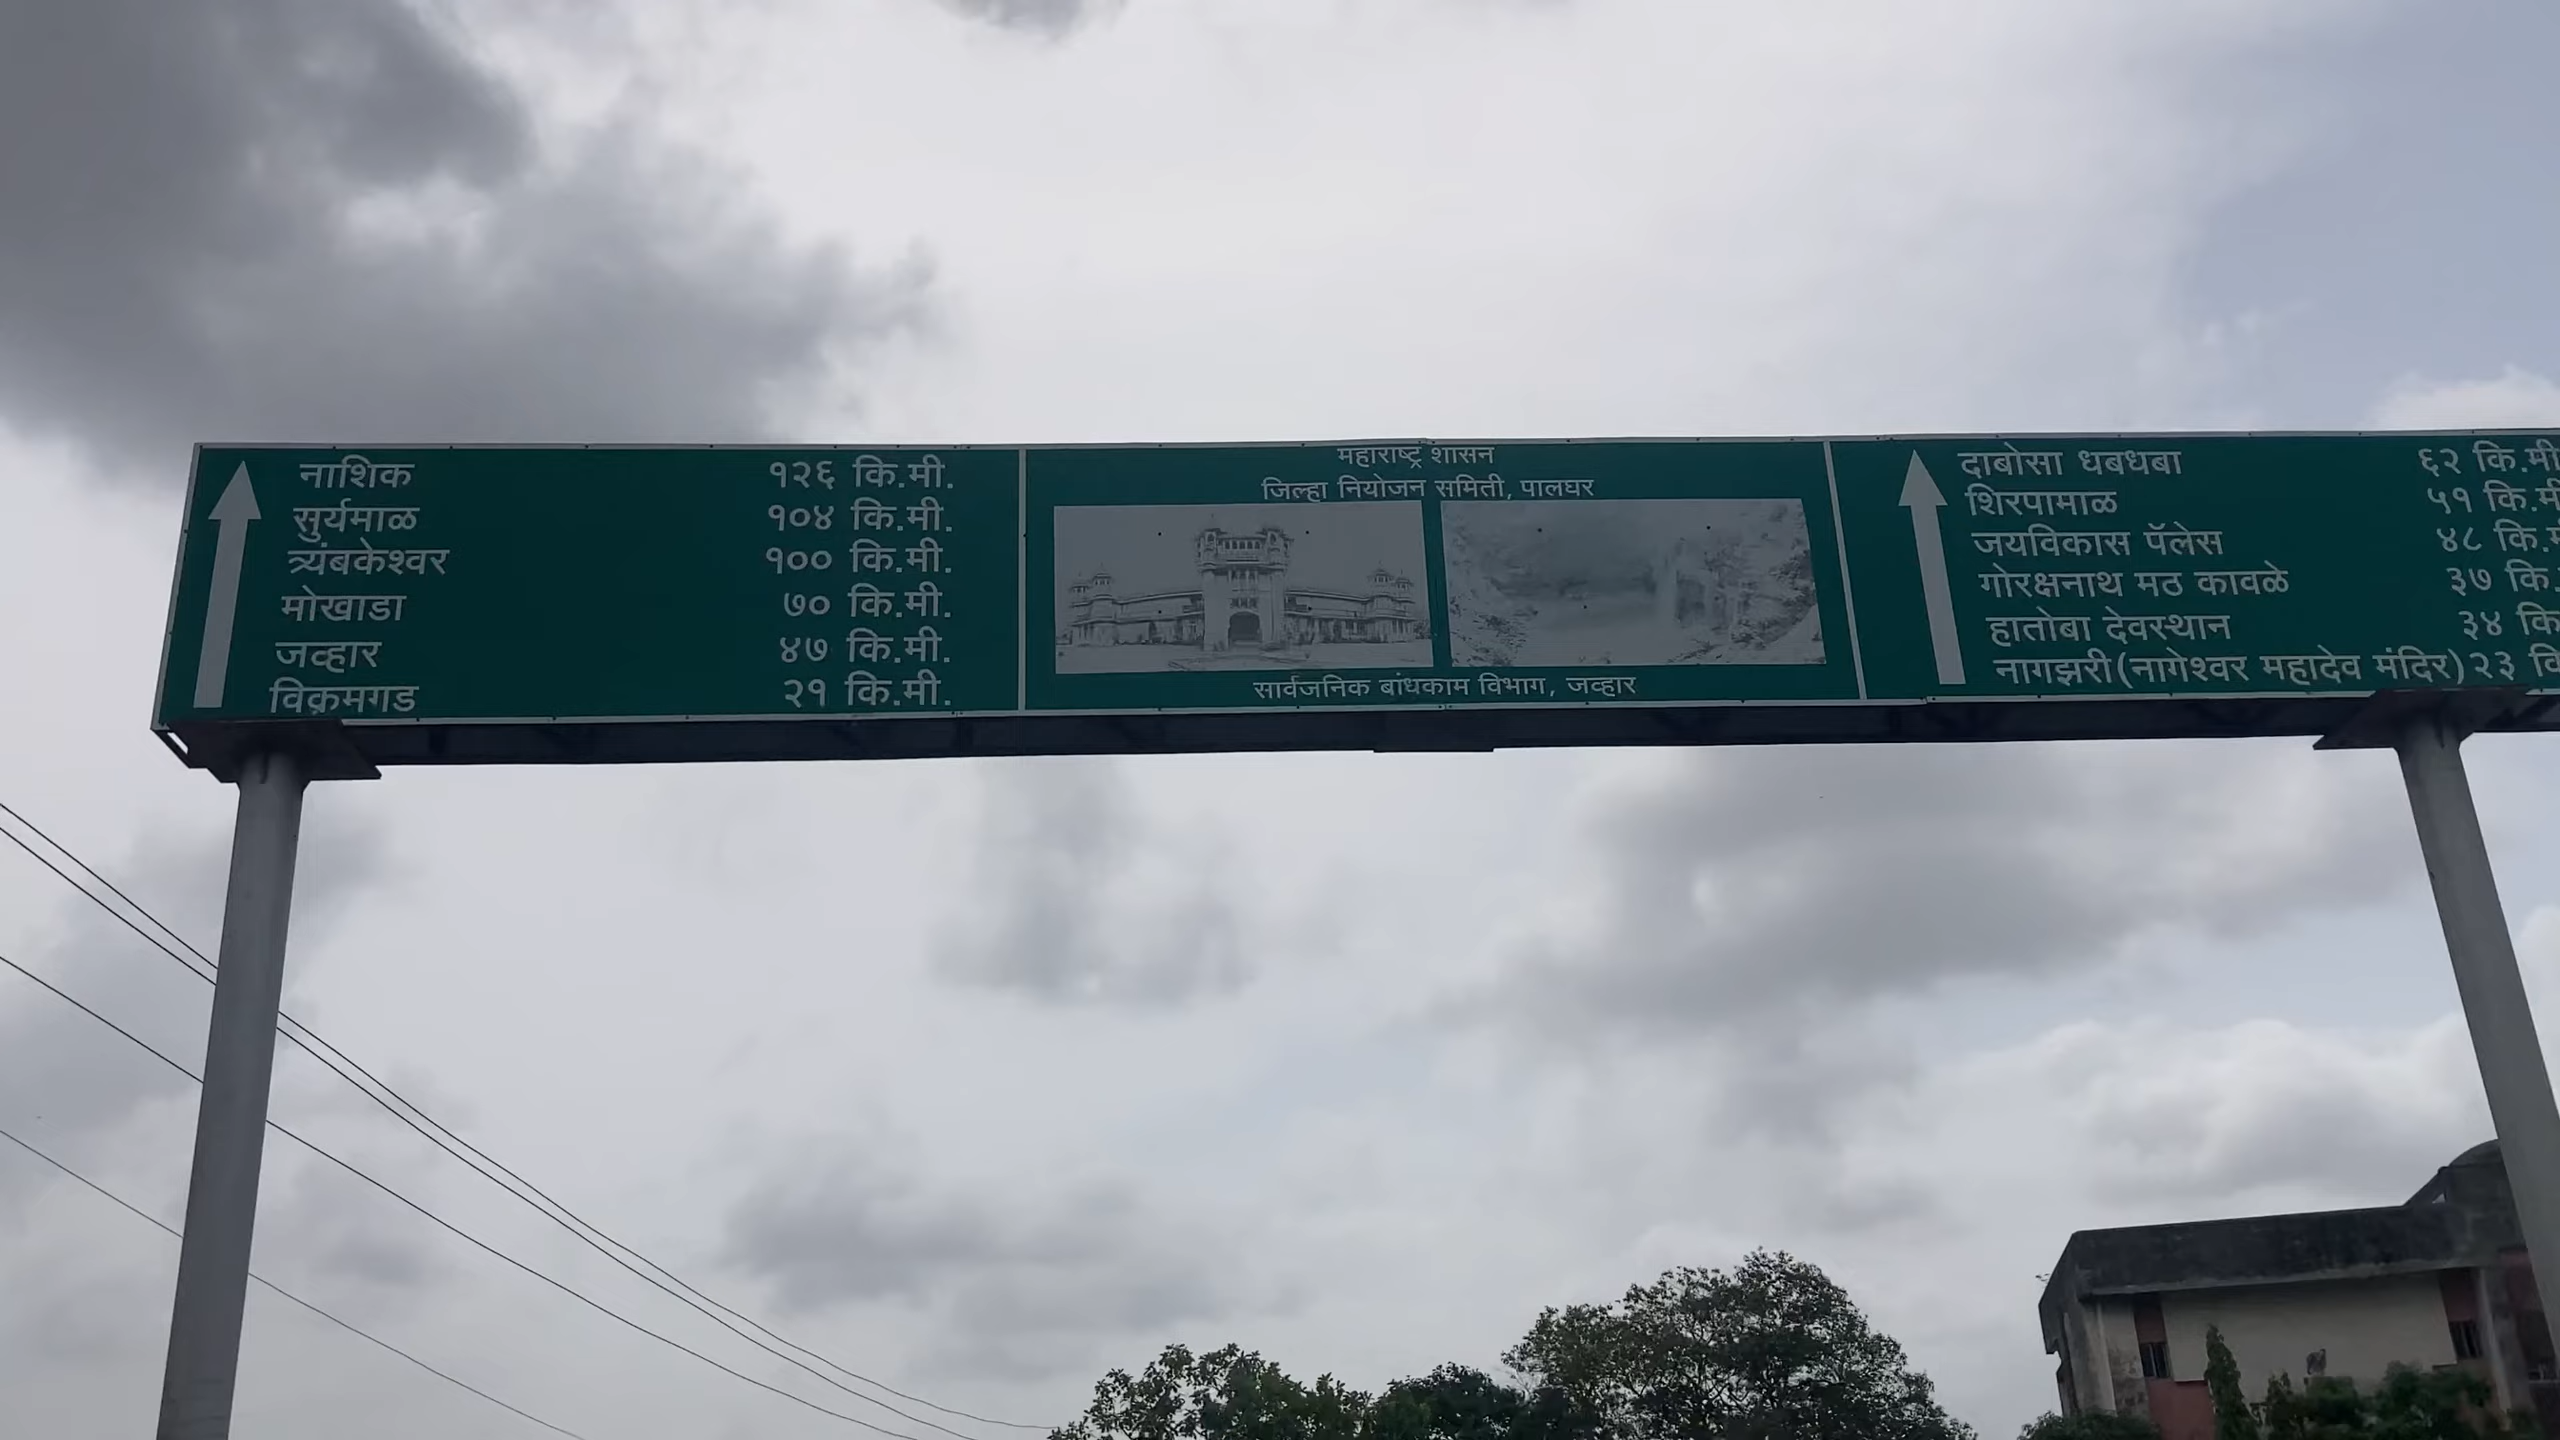 नाशिक १२६ कि.मी.
सुर्यमाळ १०४ कि.मी.
त्र्यंबकेश्वर १०० कि.मी.
मोखाडा ७० कि.मी.
जव्हार ४७ कि.मी.
विक्रमगड २१ कि.मी.
महाराष्ट्र शासन
जिल्हा नियोजन समिती, पालघर
सार्वजनिक बांधकाम विभाग, जव्हार
दाबोसा धबधबा ६२ कि.मी
शिरपामाळ ५१ कि.मी
जयविकास पॅलेस ४८ कि.म
गोरक्षनाथ मठ कावळे ३७ कि.
हातोबा देवस्थान ३४ कि
नागझरी(नागेश्वर महादेव मंदिर) २३ कि